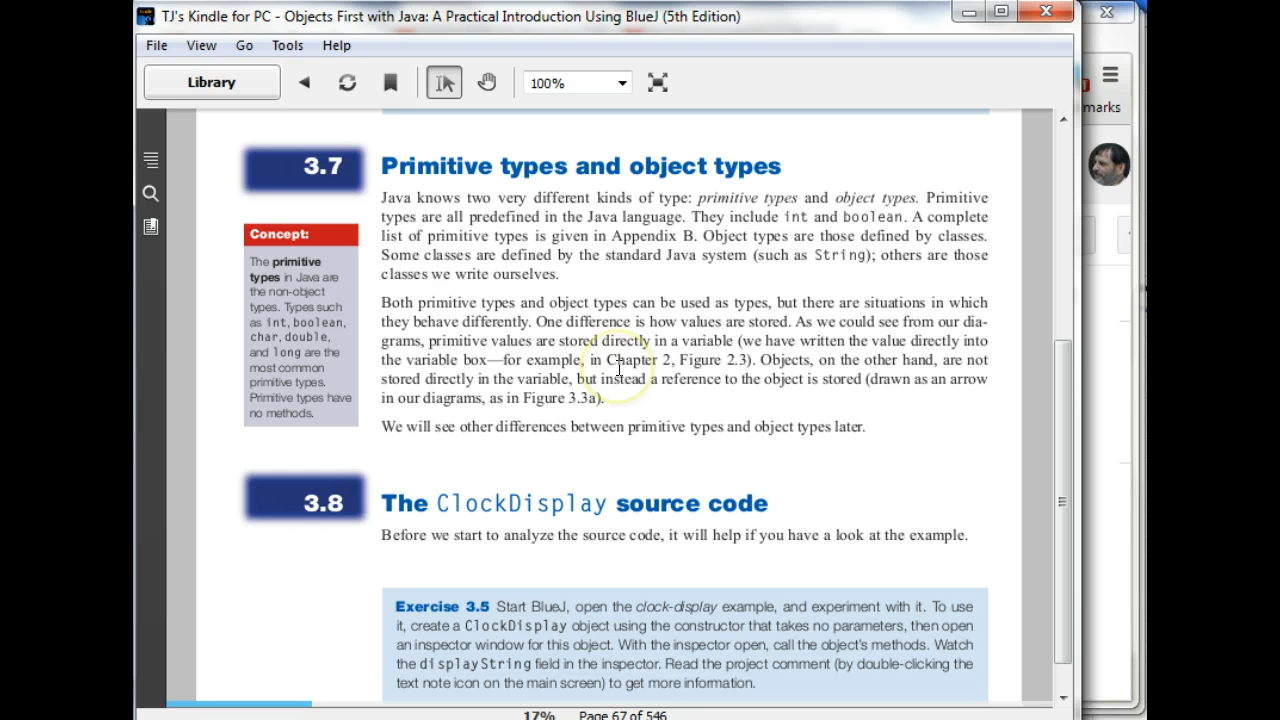 TJ's Kindle for PC - Objects First with Java: A Practical Introduction Using BlueJ (5th Edition)
File View Go Tools Help
Library
100%
marks
3.7 Primitive types and object types
Java knows two very different kinds of type: primitive types and object types. Primitive
types are all predefined in the Java language. They include int and boolean. A complete
list of primitive types is given in Appendix B. Object types are those defined by classes.
Some classes are defined by the standard Java system (such as String); others are those
classes we write ourselves.
Concept:
The primitive
types in Java are
the non-object
types. Types such
as int, boolean,
char, double,
and long are the
most common
primitive types.
Primitive types have
no methods.
Both primitive types and object types can be used as types, but there are situations in which
they behave differently. One difference is how values are stored. As we could see from our dia-
grams, primitive values are stored directly in a variable (we have written the value directly into
the variable box—for example, in Chapter 2, Figure 2.3). Objects, on the other hand, are not
stored directly in the variable, but instead a reference to the object is stored (drawn as an arrow
in our diagrams, as in Figure 3.3a).
We will see other differences between primitive types and object types later.
3.8 The ClockDisplay source code
Before we start to analyze the source code, it will help if you have a look at the example.
Exercise 3.5 Start BlueJ, open the clock-display example, and experiment with it. To use
it, create a ClockDisplay object using the constructor that takes no parameters, then open
an inspector window for this object. With the inspector open, call the object's methods. Watch
the displayString field in the inspector. Read the project comment (by double-clicking the
text note icon on the main screen) to get more information.
17% Page 67 of 546